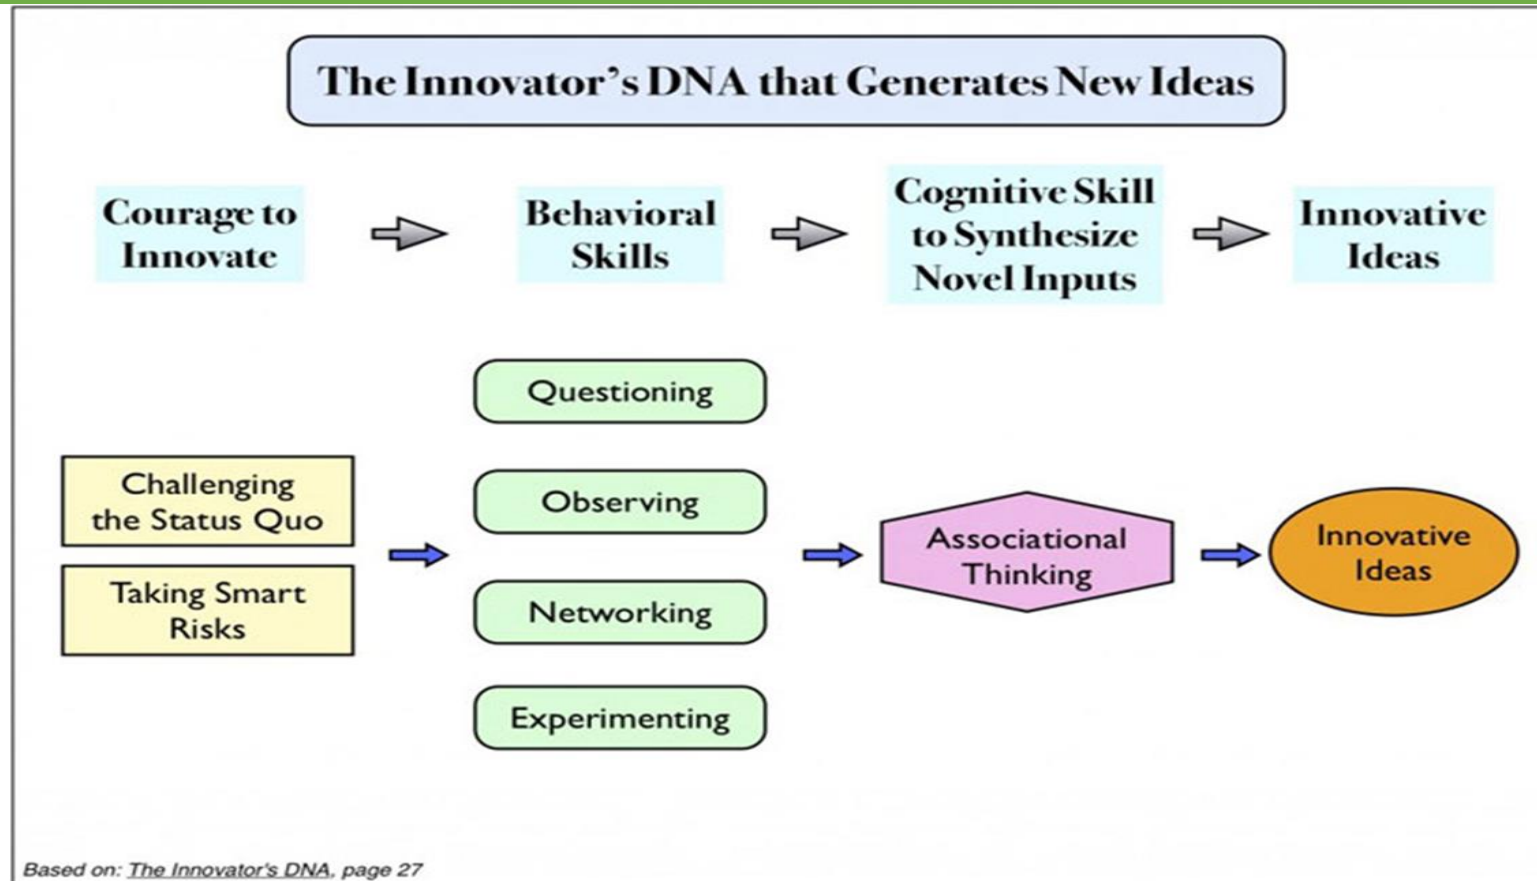 The Innovator's DNA that Generates New Ideas
Courage to
Innovate
Behavioral
Skills
Cognitive Skill
to Synthesize
Novel Inputs
Innovative
Ideas
Challenging
the Status Quo
Taking Smart
Risks
Questioning
Observing
Networking
Experimenting
Associational
Thinking
Innovative
Ideas
Based on: The Innovator's DNA, page 27